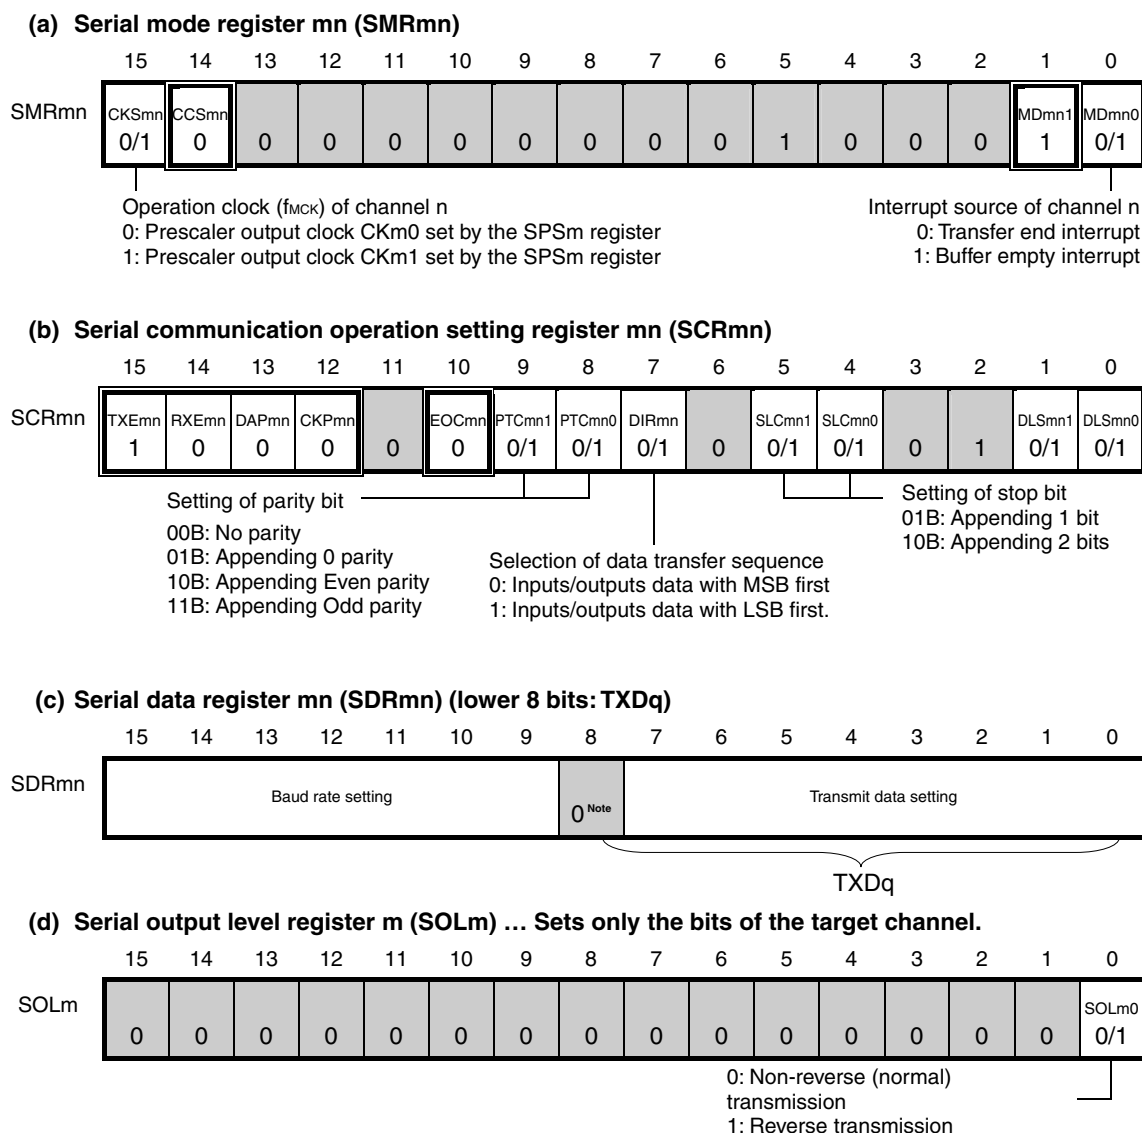 (a) Serial mode register mn (SMRmn)
15 14 13 12 11 10 9 8 7 6 5 4 3 2 1 0
SMRmn
CKSmn CCSmn MDmn1 MDmn0
0/1 0 0 0 0 0 0 0 0 0 1 0 0 0 1 0/1
Operation clock (fMCK) of channel n
0: Prescaler output clock CKm0 set by the SPSm register
1: Prescaler output clock CKm1 set by the SPSm register
Interrupt source of channel n
0: Transfer end interrupt
1: Buffer empty interrupt
(b) Serial communication operation setting register mn (SCRmn)
15 14 13 12 11 10 9 8 7 6 5 4 3 2 1 0
SCRmn
TXEmn RXEmn DAPmn CKPmn EOCmn PTCmn1 PTCmn0 DIRmn SLCmn1 SLCmn0 DLSmn1 DLSmn0
1 0 0 0 0 0 0/1 0/1 0/1 0 0/1 0/1 0 1 0/1 0/1
Setting of parity bit
00B: No parity
01B: Appending 0 parity
10B: Appending Even parity
11B: Appending Odd parity
Selection of data transfer sequence
0: Inputs/outputs data with MSB first
1: Inputs/outputs data with LSB first.
Setting of stop bit
01B: Appending 1 bit
10B: Appending 2 bits
(c) Serial data register mn (SDRmn) (lower 8 bits: TXDq)
15 14 13 12 11 10 9 8 7 6 5 4 3 2 1 0
SDRmn
Baud rate setting
0 Note
Transmit data setting
TXDq
(d) Serial output level register m (SOLm) … Sets only the bits of the target channel.
15 14 13 12 11 10 9 8 7 6 5 4 3 2 1 0
SOLm
SOLm0
0 0 0 0 0 0 0 0 0 0 0 0 0 0 0 0/1
0: Non-reverse (normal)
transmission
1: Reverse transmission